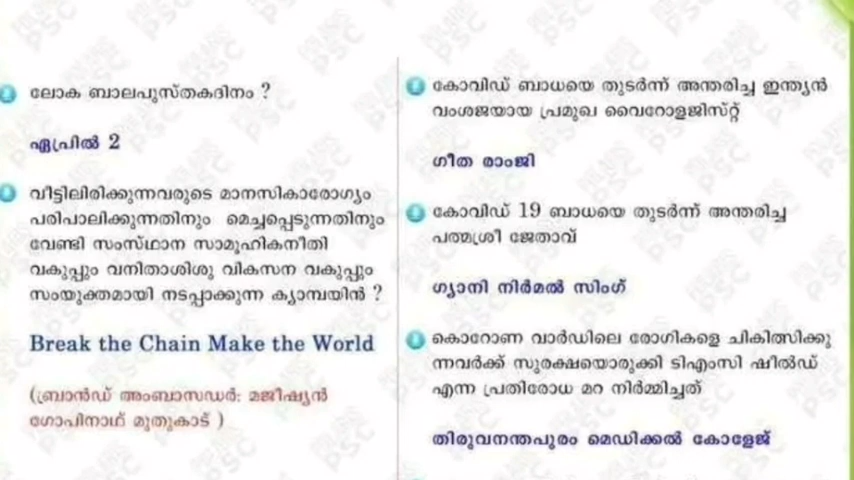 ലോക ബാലപുസ്തകദിനം ?
ഏപ്രിൽ 2
വീട്ടിലിരിക്കുന്നവരുടെ മാനസികാരോഗ്യം
പരിപാലിക്കുന്നതിനും മെച്ചപ്പെടുന്നതിനും
വേണ്ടി സംസ്ഥാന സാമൂഹികനീതി
വകുപ്പും വനിതാശിശു വികസന വകുപ്പും
സംയുക്തമായി നടപ്പാക്കുന്ന ക്യാമ്പയിൻ ?
Break the Chain Make the World
(ബ്രാൻഡ് അംബാസഡർ: മജീഷ്യൻ
ഗോപിനാഥ് മുതുകാട് )
കോവിഡ് ബാധയെ തുടർന്ന് അന്തരിച്ച ഇന്ത്യൻ
വംശജയായ പ്രമുഖ വൈറോളജിസ്റ്റ്
ഗീത രാംജി
കോവിഡ് 19 ബാധയെ തുടർന്ന് അന്തരിച്ച
പത്മശ്രീ ജേതാവ്
ഗ്യാനി നിർമൽ സിംഗ്
കൊറോണ വാർഡിലെ രോഗികളെ ചികിത്സിക്കു
ന്നവർക്ക് സുരക്ഷയൊരുക്കി ടിഎംസി ഷീൽഡ്
എന്ന പ്രതിരോധ മറ നിർമ്മിച്ചത്
തിരുവനന്തപുരം മെഡിക്കൽ കോളേജ്